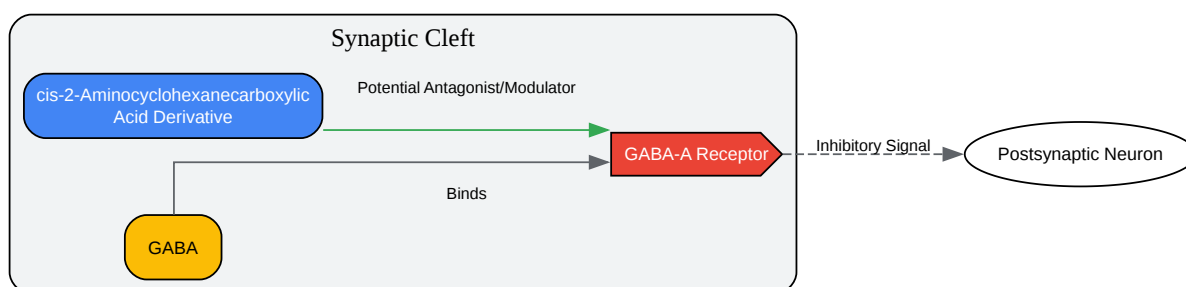 Synaptic Cleft
cis-2-Aminocyclohexanecarboxylic
Acid Derivative
Potential Antagonist/Modulator
GABA-A Receptor
Inhibitory Signal
Postsynaptic Neuron
Binds
GABA